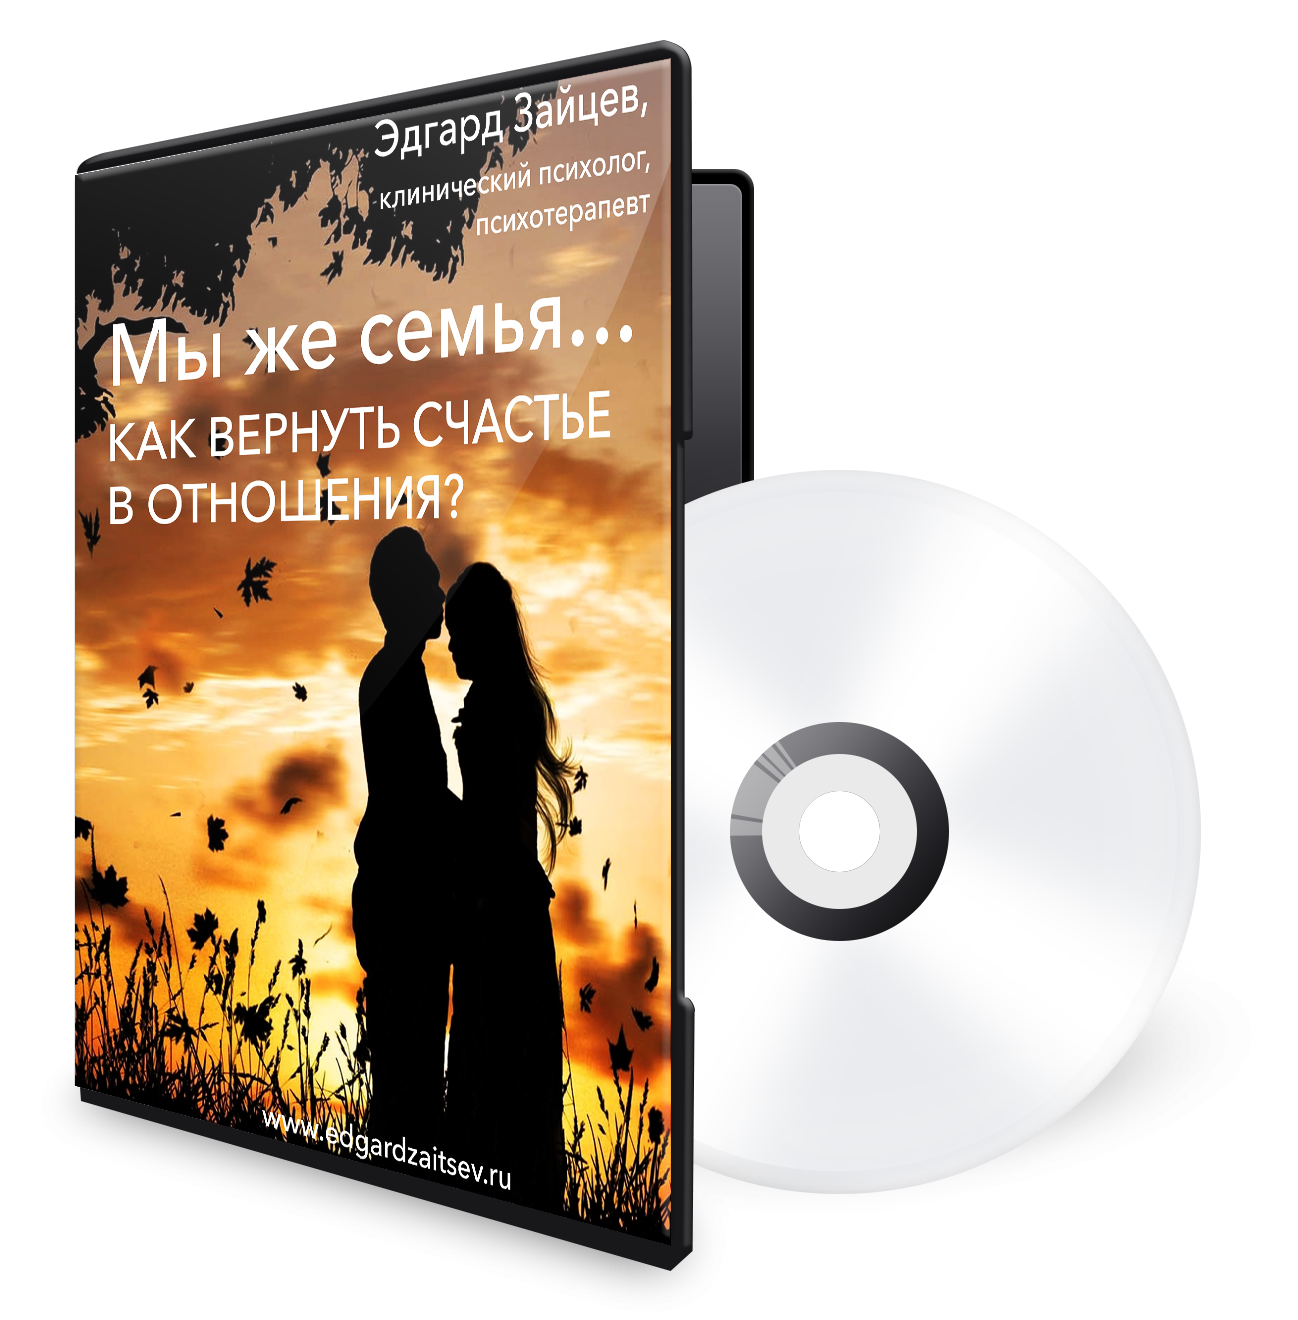 Эдгард Зайцев,
клинический психолог,
психотерапевт
Мы же семья...
КАК ВЕРНУТЬ СЧАСТЬЕ
В ОТНОШЕНИЯ?
www.edgardzaitsev.ru